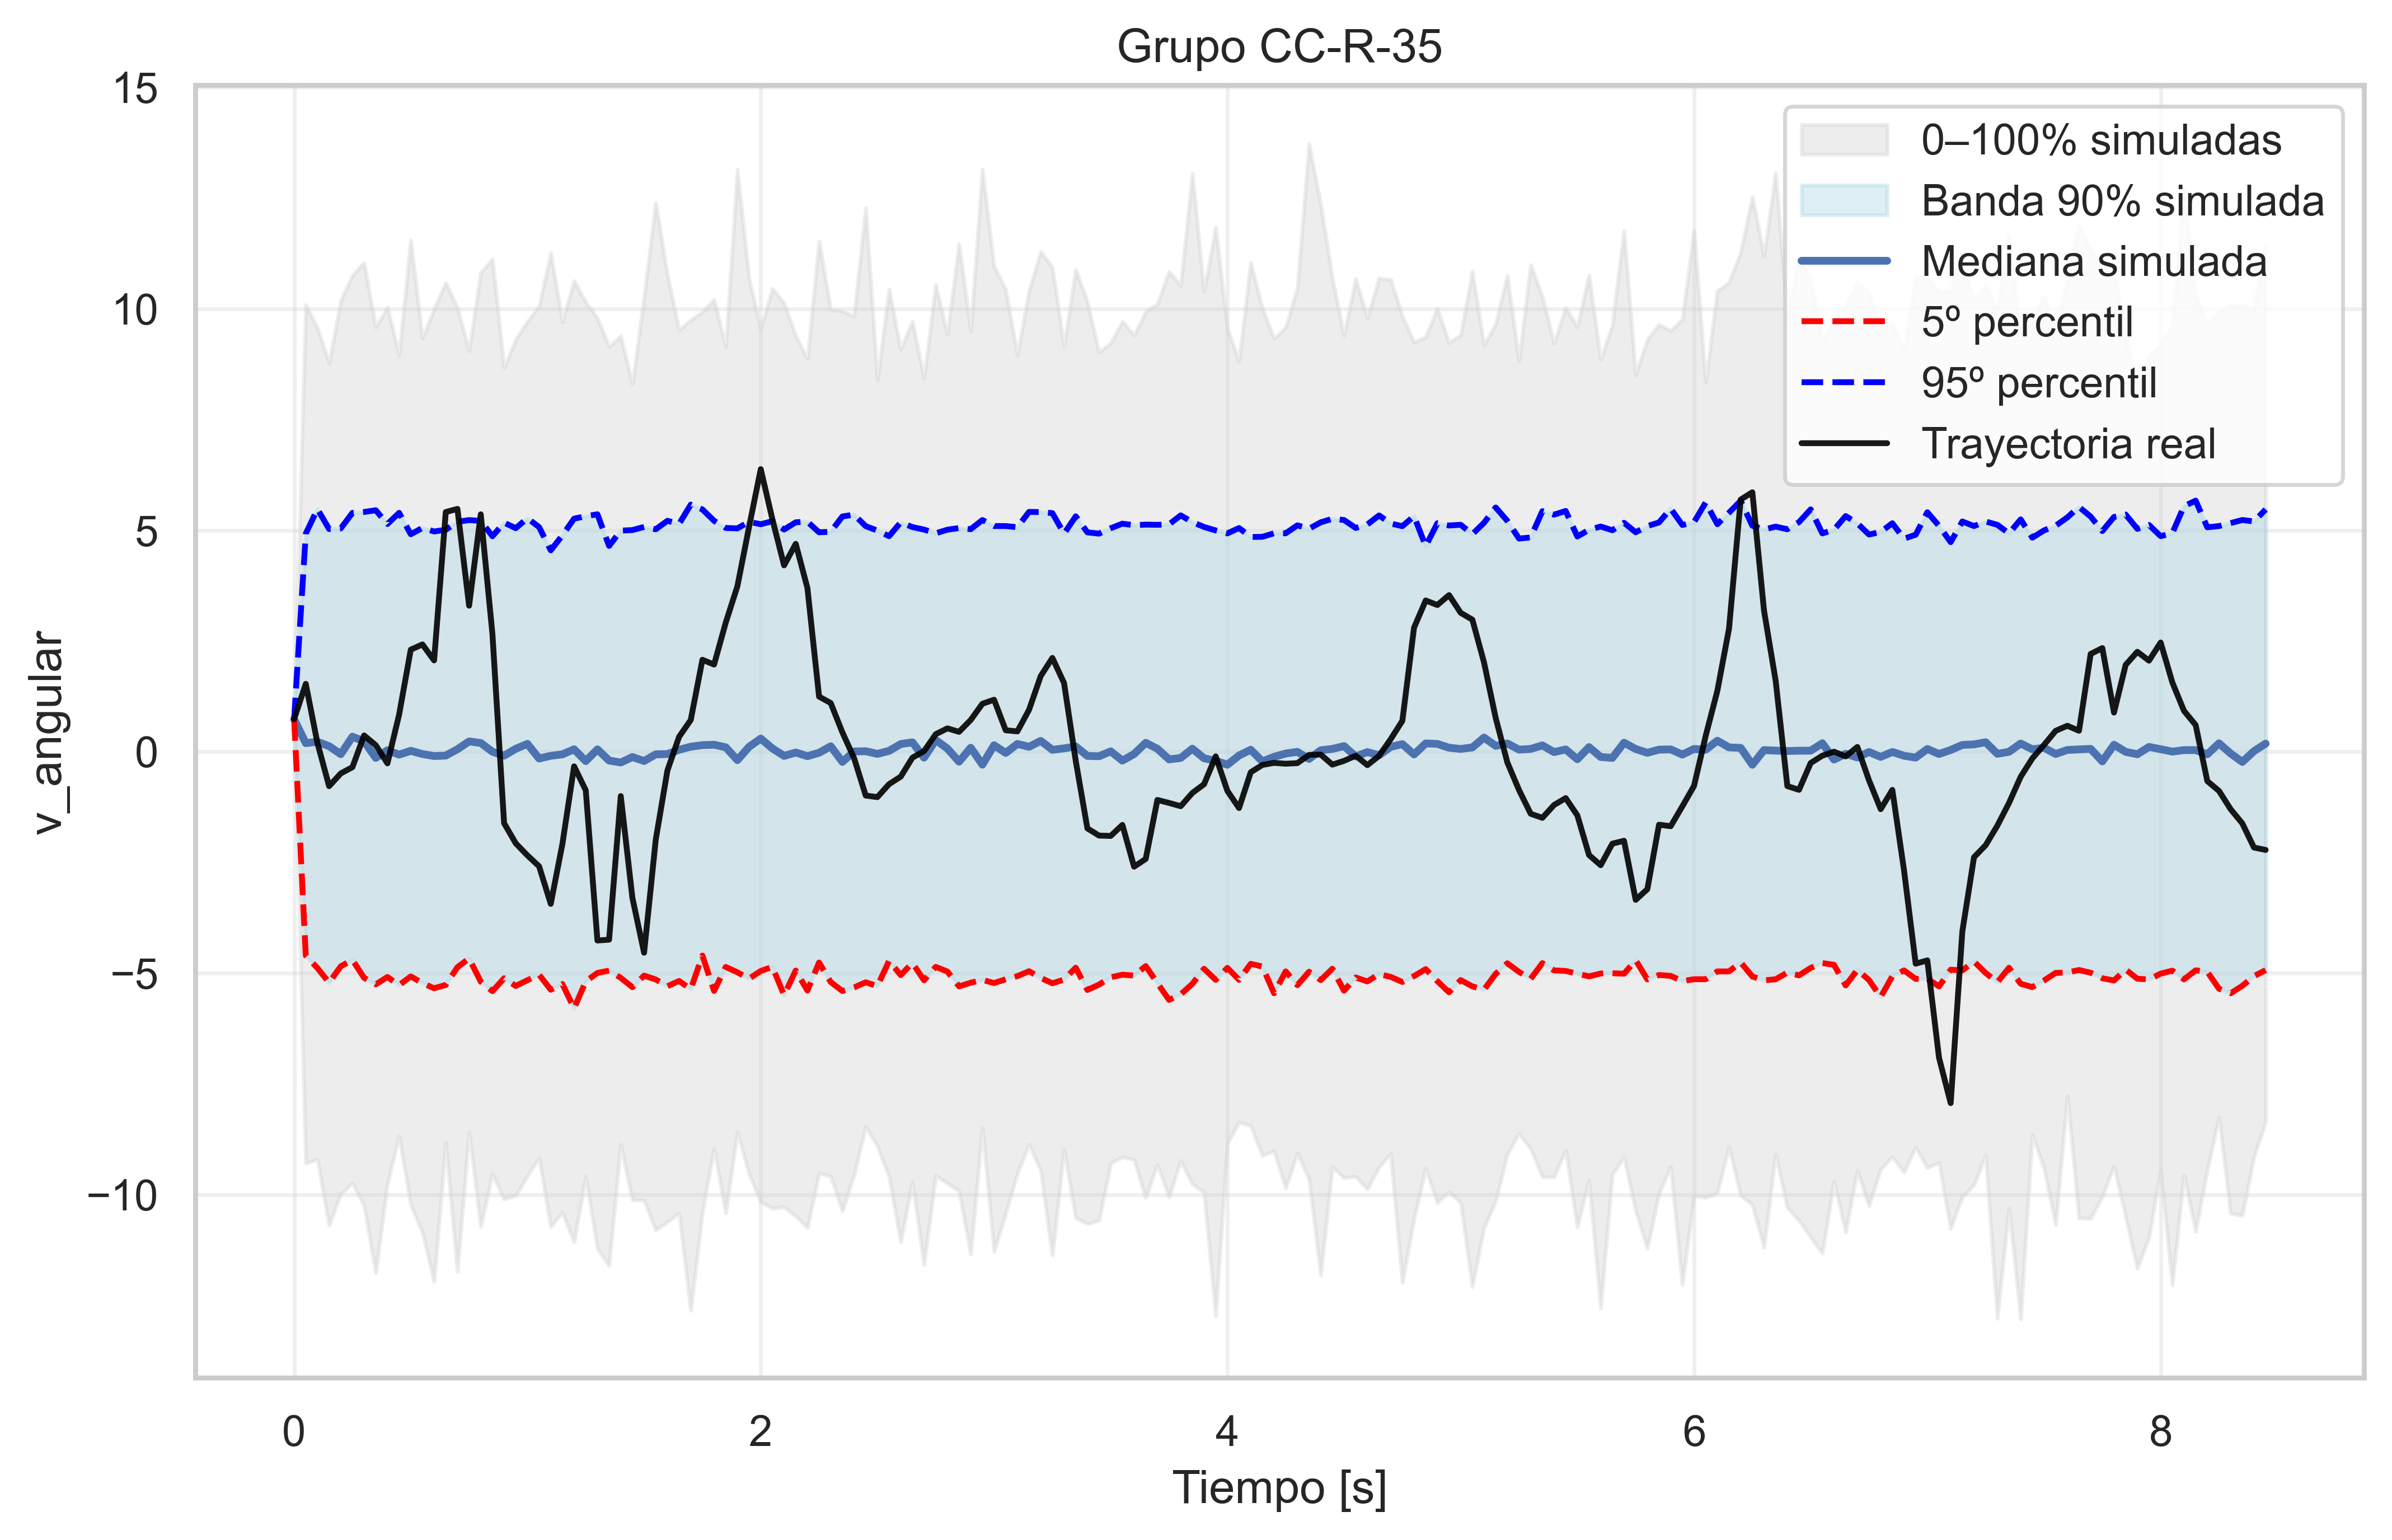 Grupo CC-R-35
15
10
5
0
−5
−10
v_angular
0–100% simuladas
Banda 90% simulada
Mediana simulada
5º percentil
95º percentil
Trayectoria real
0 2 4 6 8
Tiempo [s]